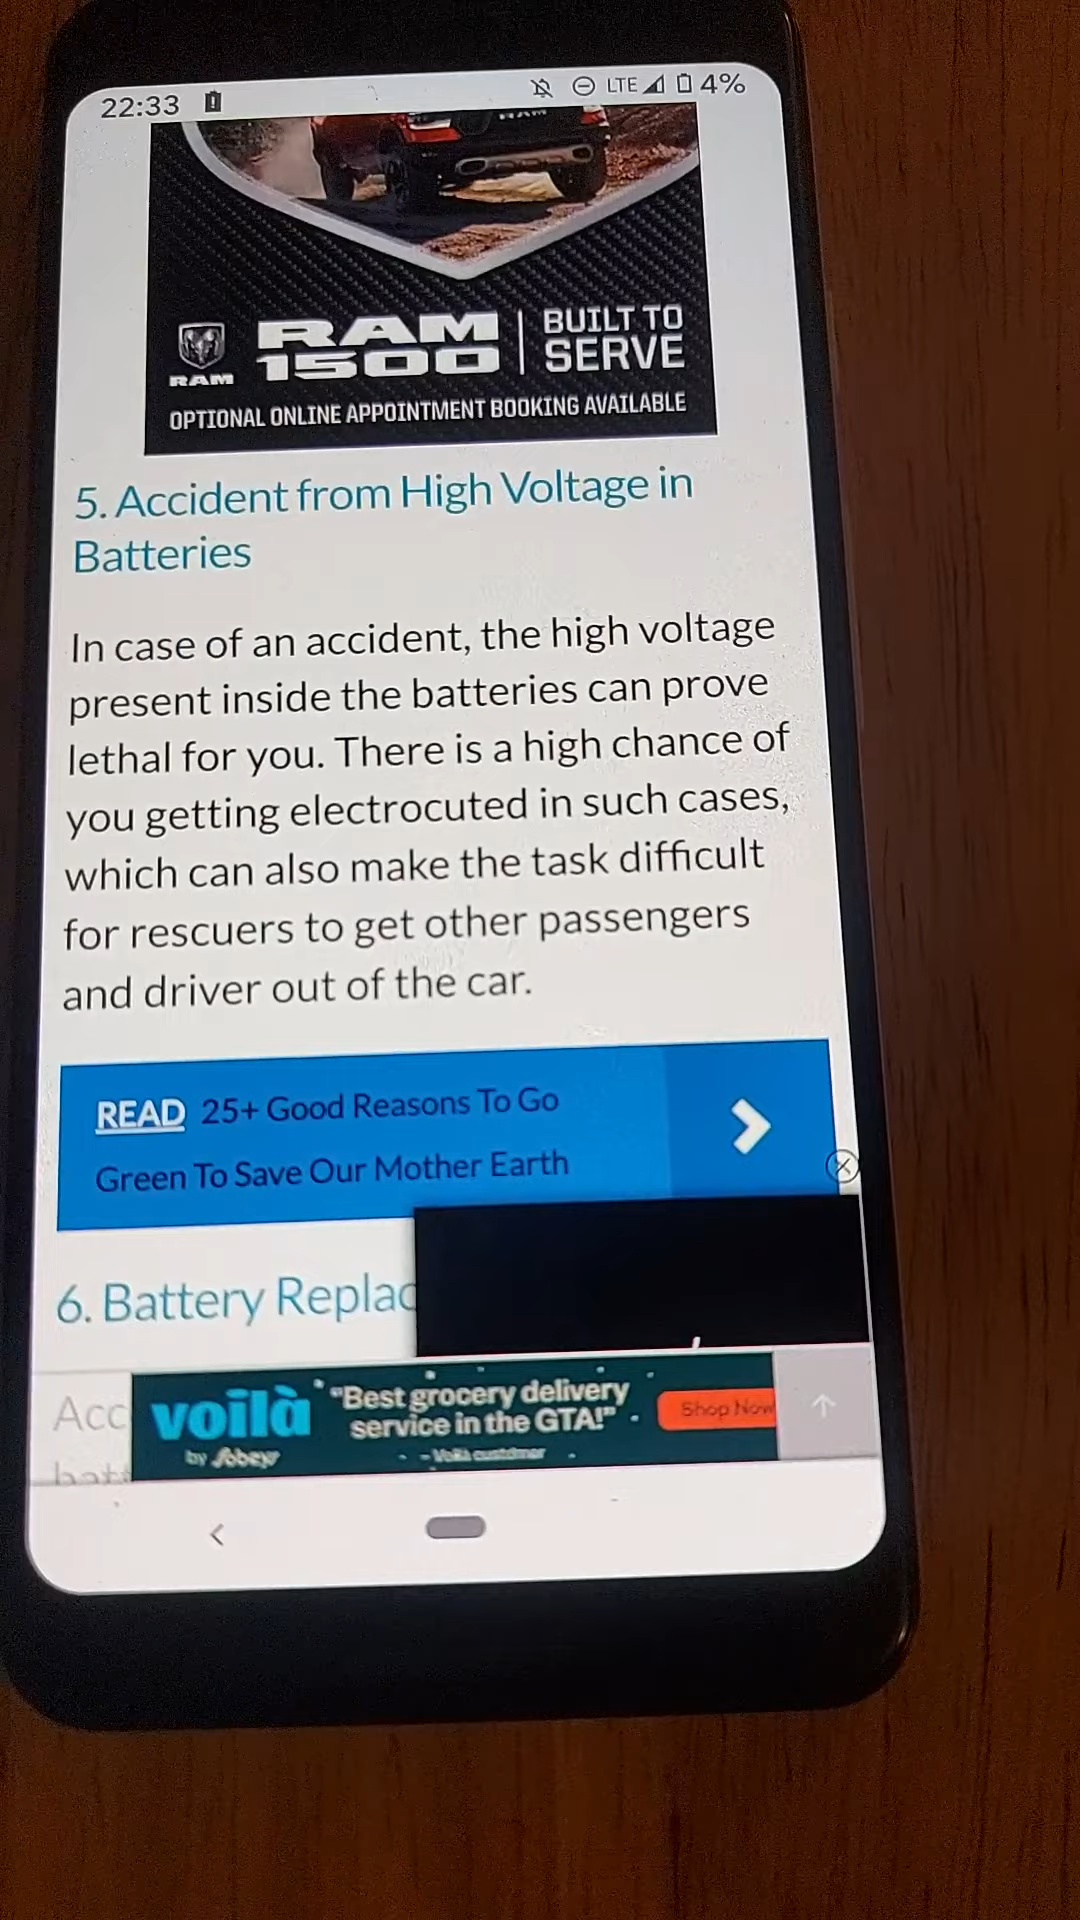 22:33 LTE 4%
RAM
RAM 1500
BUILT TO SERVE
RAM
OPTIONAL ONLINE APPOINTMENT BOOKING AVAILABLE
5. Accident from High Voltage in
Batteries
In case of an accident, the high voltage
present inside the batteries can prove
lethal for you. There is a high chance of
you getting electrocuted in such cases,
which can also make the task difficult
for rescuers to get other passengers
and driver out of the car.
READ 25+ Good Reasons To Go
Green To Save Our Mother Earth
6. Battery Replac
Acc
voilà
by Sobeys
"Best grocery delivery
service in the GTA!"
- Voilà customer
Shop Now